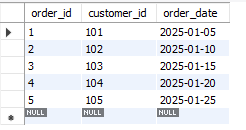 order_id customer_id order_date
1 101 2025-01-05
2 102 2025-01-10
3 103 2025-01-15
4 104 2025-01-20
5 105 2025-01-25
NULL NULL NULL